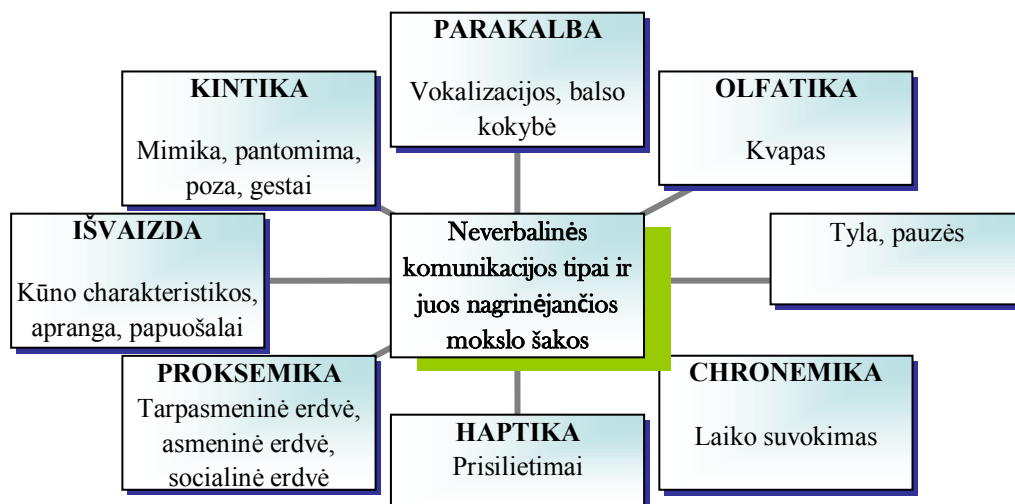 PARAKALBA
Vokalizacijos, balso
kokybė
KINTIKA
Mimika, pantomima,
poza, gestai
OLFATIKA
Kvapas
IŠVAIZDA
Kūno charakteristikos,
apranga, papuošalai
Neverbalinės
komunikacijos tipai ir
juos nagrinėjančios
mokslo šakos
Tyla, pauzės
PROKSEMIKA
Tarpasmeninė erdvė,
asmeninė erdvė,
socialinė erdvė
HAPTIKA
Prisilietimai
CHRONEMIKA
Laiko suvokimas